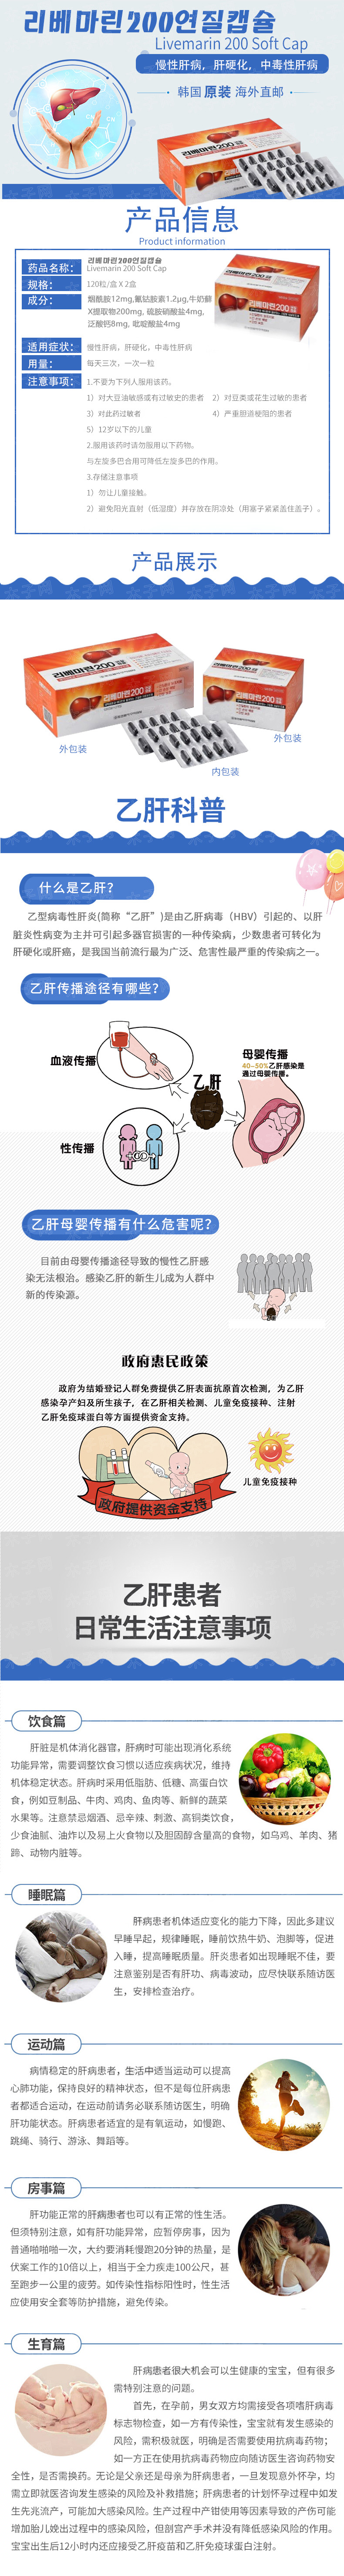 리베마린200연질캡슐
Livemarin 200 Soft Cap
慢性肝病，肝硬化，中毒性肝病
韩国 原装 海外直邮
产品信息
Product information
药品名称：
리베마린200연질캡슐
Livemarin 200 Soft Cap
规格：
120粒/盒 X 2盒
成分：
烟酰胺12mg,氰钴胺素1.2μg,牛奶蓟
X提取物200mg, 硫胺硝酸盐4mg,
泛酸钙8mg, 吡啶酸盐4mg
适用症状：
慢性肝病，肝硬化，中毒性肝病
用量：
每天三次，一次一粒
注意事项：
1.不要为下列人服用该药。
1）对大豆油敏感或有过敏史的患者 2）对豆类或花生过敏的患者
3）对此药过敏者 4）严重胆道梗阻的患者
5）12岁以下的儿童
2.服用该药时请勿服用以下药物。
与左旋多巴合用可降低左旋多巴的作用。
3.存储注意事项
1）勿让儿童接触。
2）避免阳光直射（低湿度）并存放在阴凉处（用塞子紧紧盖住盖子）。
产品展示
리베마린200
리베마린200
外包装
外包装
内包装
乙肝科普
什么是乙肝？
乙型病毒性肝炎(简称“乙肝”)是由乙肝病毒（HBV）引起的、以肝
脏炎性病变为主并可引起多器官损害的一种传染病，少数患者可转化为
肝硬化或肝癌，是我国当前流行最为广泛、危害性最严重的传染病之一。
乙肝传播途径有哪些？
血液传播
母婴传播
40-50%乙肝感染是
通过母婴传播。
乙肝
性传播
乙肝母婴传播有什么危害呢？
目前由母婴传播途径导致的慢性乙肝感
染无法根治。感染乙肝的新生儿成为人群中
新的传染源。
政府惠民政策
政府为结婚登记人群免费提供乙肝表面抗原首次检测，为乙肝
感染孕产妇及所生孩子，在乙肝相关检测、儿童免疫接种、注射
乙肝免疫球蛋白等方面提供资金支持。
政府提供资金支持
儿童免疫接种
乙肝患者
日常生活注意事项
饮食篇
肝脏是机体消化器官，肝病时可能出现消化系统
功能异常，需要调整饮食习惯以适应疾病状况，维持
机体稳定状态。肝病时采用低脂肪、低糖、高蛋白饮
食，例如豆制品、牛肉、鸡肉、鱼肉等、新鲜的蔬菜
水果等。注意禁忌烟酒、忌辛辣、刺激、高铜类饮食，
少食油腻、油炸以及易上火食物以及胆固醇含量高的食物，如乌鸡、羊肉、猪
蹄、动物内脏等。
睡眠篇
肝病患者机体适应变化的能力下降，因此多建议
早睡早起，规律睡眠，睡前饮热牛奶、泡脚等，促进
入睡，提高睡眠质量。肝炎患者如出现睡眠不佳，要
注意鉴别是否有肝功、病毒波动，应尽快联系随访医
生，安排检查治疗。
运动篇
病情稳定的肝病患者，生活中适当运动可以提高
心肺功能，保持良好的精神状态，但不是每位肝病患
者都适合运动，在运动前请务必联系随访医生，明确
肝功能状态。肝病患者适宜的是有氧运动，如慢跑、
跳绳、骑行、游泳、舞蹈等。
房事篇
肝功能正常的肝病患者也可以有正常的性生活。
但须特别注意，如有肝功能异常，应暂停房事，因为
普通啪啪啪一次，大约要消耗慢跑20分钟的热量，是
伏案工作的10倍以上，相当于全力疾走100公尺，甚
至跑步一公里的疲劳。如传染性指标阳性时，性生活
应使用安全套等防护措施，避免传染。
生育篇
肝病患者很大机会可以生健康的宝宝，但有很多
需特别注意的问题。
首先，在孕前，男女双方均需接受各项嗜肝病毒
标志物检查，如一方有传染性，宝宝就有发生感染的
风险，需积极就医，明确是否需要使用抗病毒药物；
如一方正在使用抗病毒药物应向随访医生咨询药物安
全性，是否需换药。无论是父亲还是母亲为肝病患者，一旦发现意外怀孕，均
需立即就医咨询发生感染的风险及补救措施；肝病患者的计划怀孕过程中如发
生先兆流产，可能加大感染风险。生产过程中产钳使用等因素导致的产伤可能
增加胎儿娩出过程中的感染风险，但剖宫产手术并没有降低感染风险的作用。
宝宝出生后12小时内还应接受乙肝疫苗和乙肝免疫球蛋白注射。